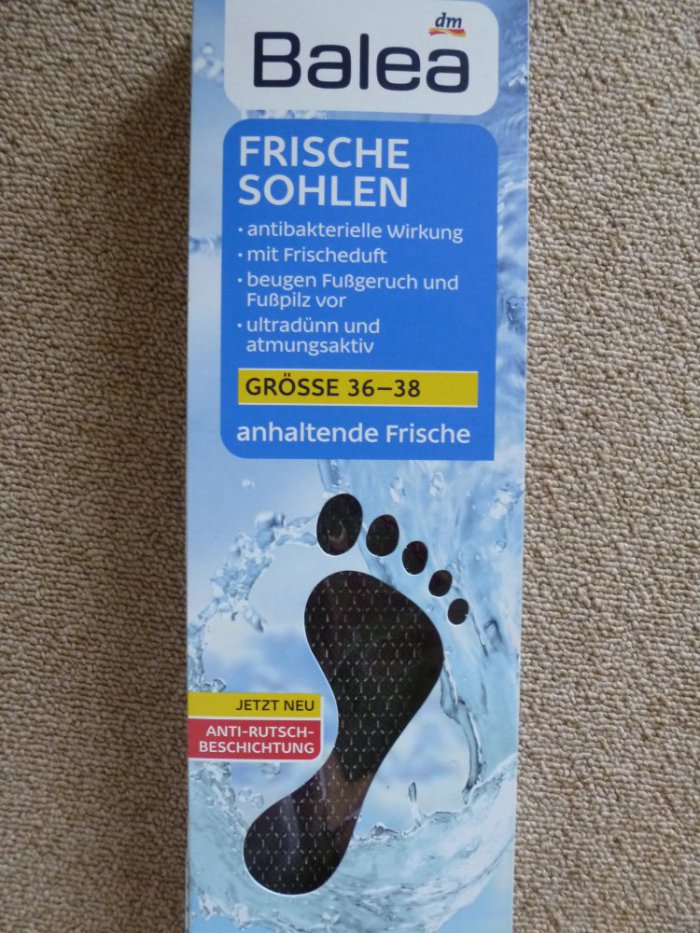 dm
Balea
FRISCHE
SOHLEN
• antibakterielle Wirkung
• mit Frischeduft
• beugen Fußgeruch und
Fußpilz vor
• ultradünn und
atmungsaktiv
GRÖSSE 36–38
anhaltende Frische
JETZT NEU
ANTI-RUTSCH-
BESCHICHTUNG